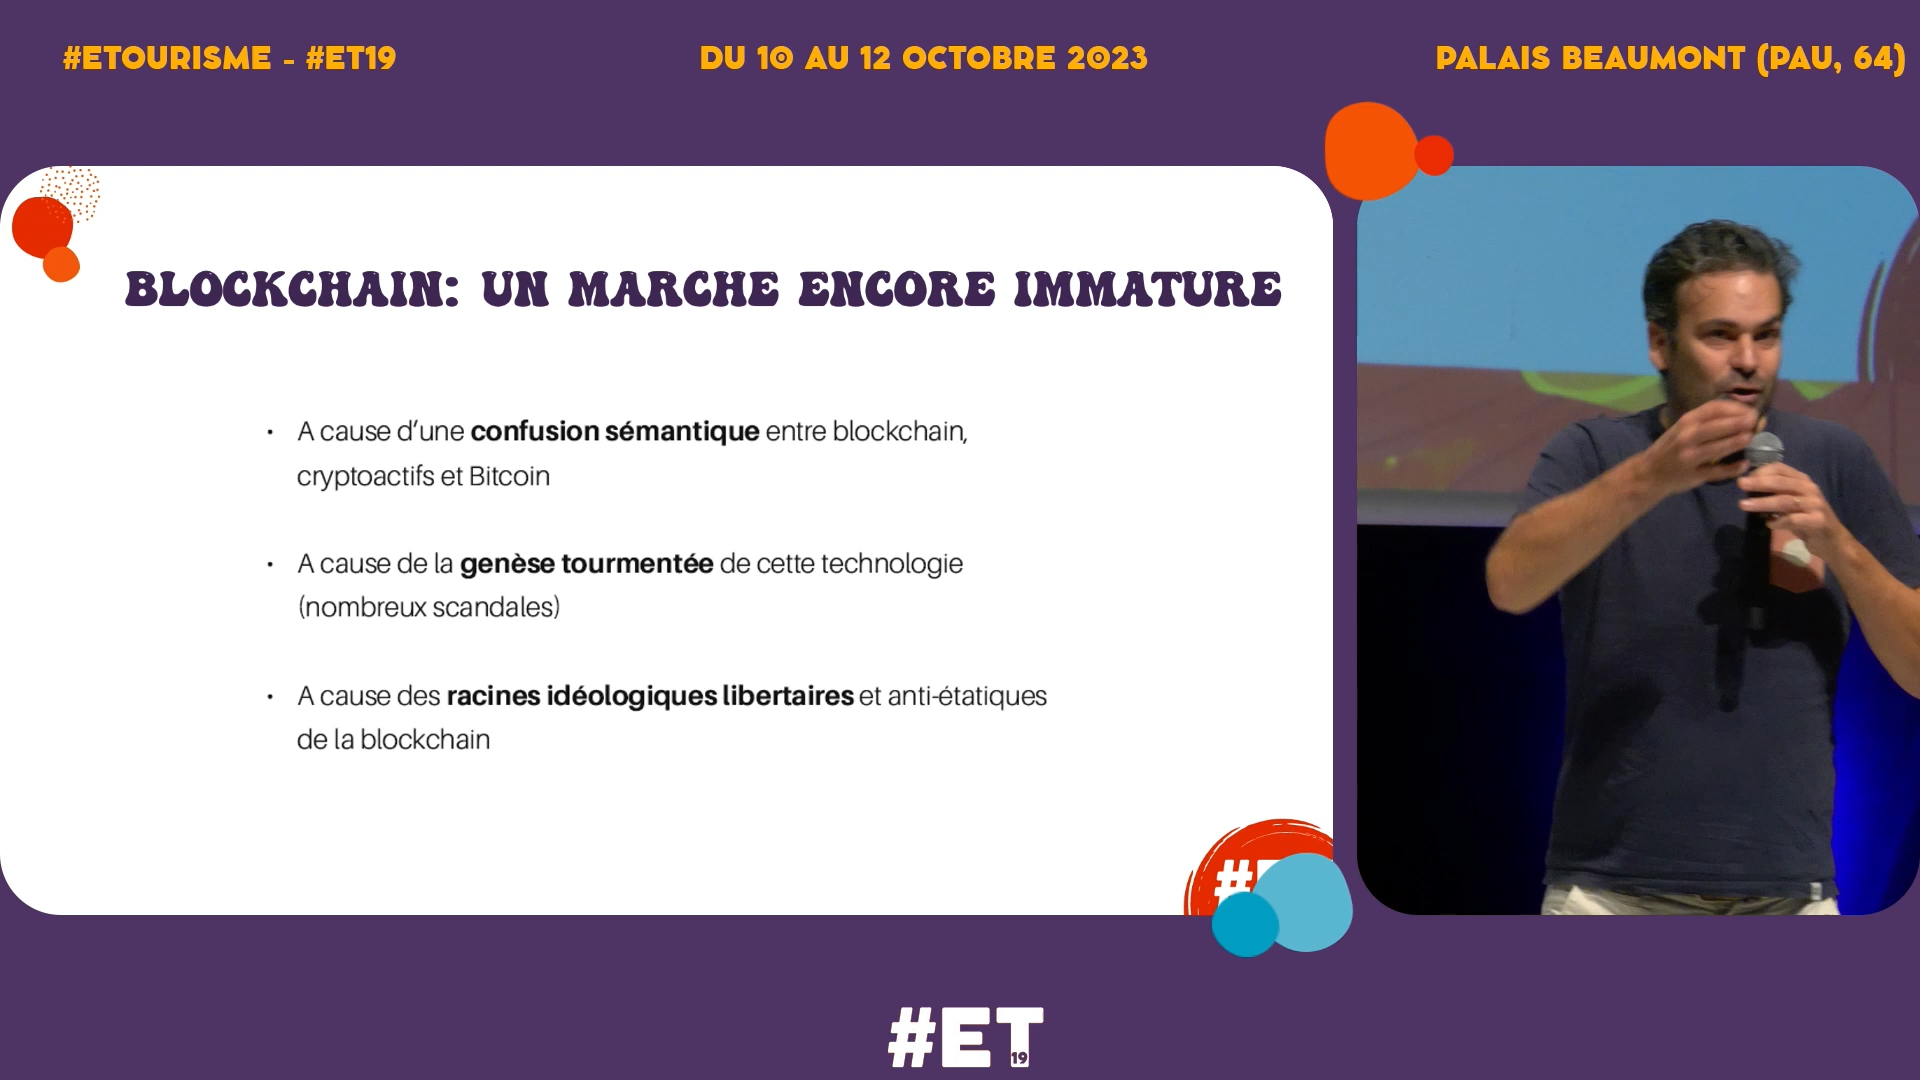 #ETOURISME - #ET19
DU 10 AU 12 OCTOBRE 2023
PALAIS BEAUMONT (PAU, 64)
BLOCKCHAIN: UN MARCHE ENCORE IMMATURE
• A cause d’une confusion sémantique entre blockchain,
cryptoactifs et Bitcoin
• A cause de la genèse tourmentée de cette technologie
(nombreux scandales)
• A cause des racines idéologiques libertaires et anti-étatiques
de la blockchain
#ET
19